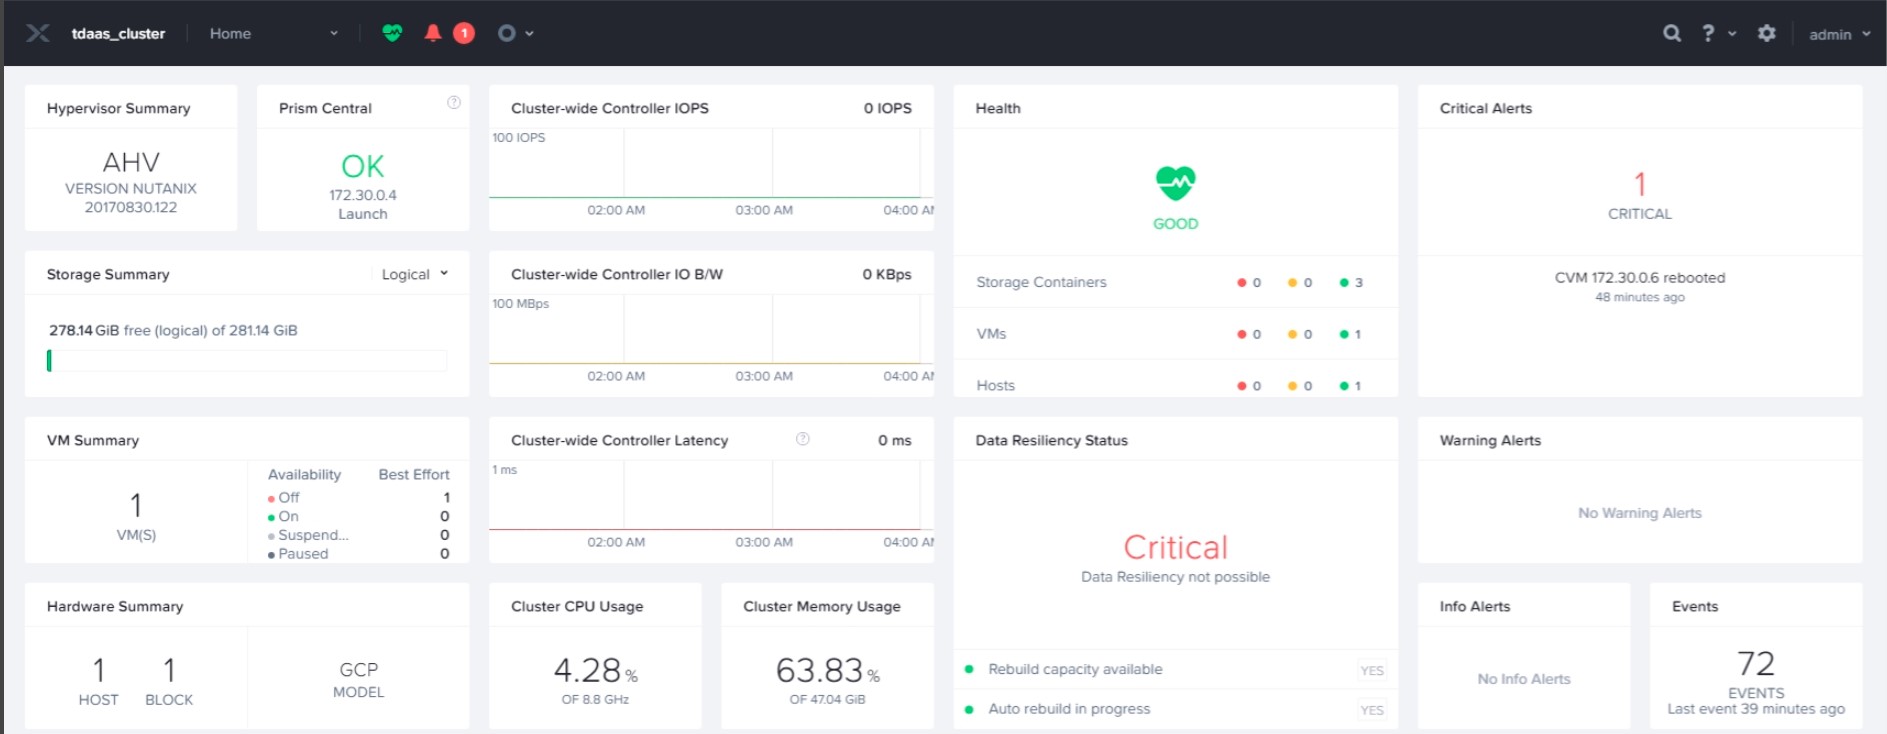 tdaas_cluster
Home
1
?
admin
Hypervisor Summary
AHV
VERSION NUTANIX
20170830.122
Prism Central
?
OK
172.30.0.4
Launch
Storage Summary
Logical
278.14 GiB free (logical) of 281.14 GiB
VM Summary
1
VM(S)
Availability Best Effort
Off 1
On 0
Suspend... 0
Paused 0
Hardware Summary
1
HOST
1
BLOCK
GCP
MODEL
Cluster-wide Controller IOPS 0 IOPS
100 IOPS
02:00 AM 03:00 AM 04:00 AM
Cluster-wide Controller IO B/W 0 KBps
100 MBps
02:00 AM 03:00 AM 04:00 AM
Cluster-wide Controller Latency ? 0 ms
1 ms
02:00 AM 03:00 AM 04:00 AM
Cluster CPU Usage
4.28 %
OF 8.8 GHz
Cluster Memory Usage
63.83 %
OF 47.04 GiB
Health
GOOD
Storage Containers 0 0 3
VMs 0 0 1
Hosts 0 0 1
Data Resiliency Status
Critical
Data Resiliency not possible
Rebuild capacity available YES
Auto rebuild in progress YES
Critical Alerts
1
CRITICAL
CVM 172.30.0.6 rebooted
48 minutes ago
Warning Alerts
No Warning Alerts
Info Alerts
No Info Alerts
Events
72
EVENTS
Last event 39 minutes ago